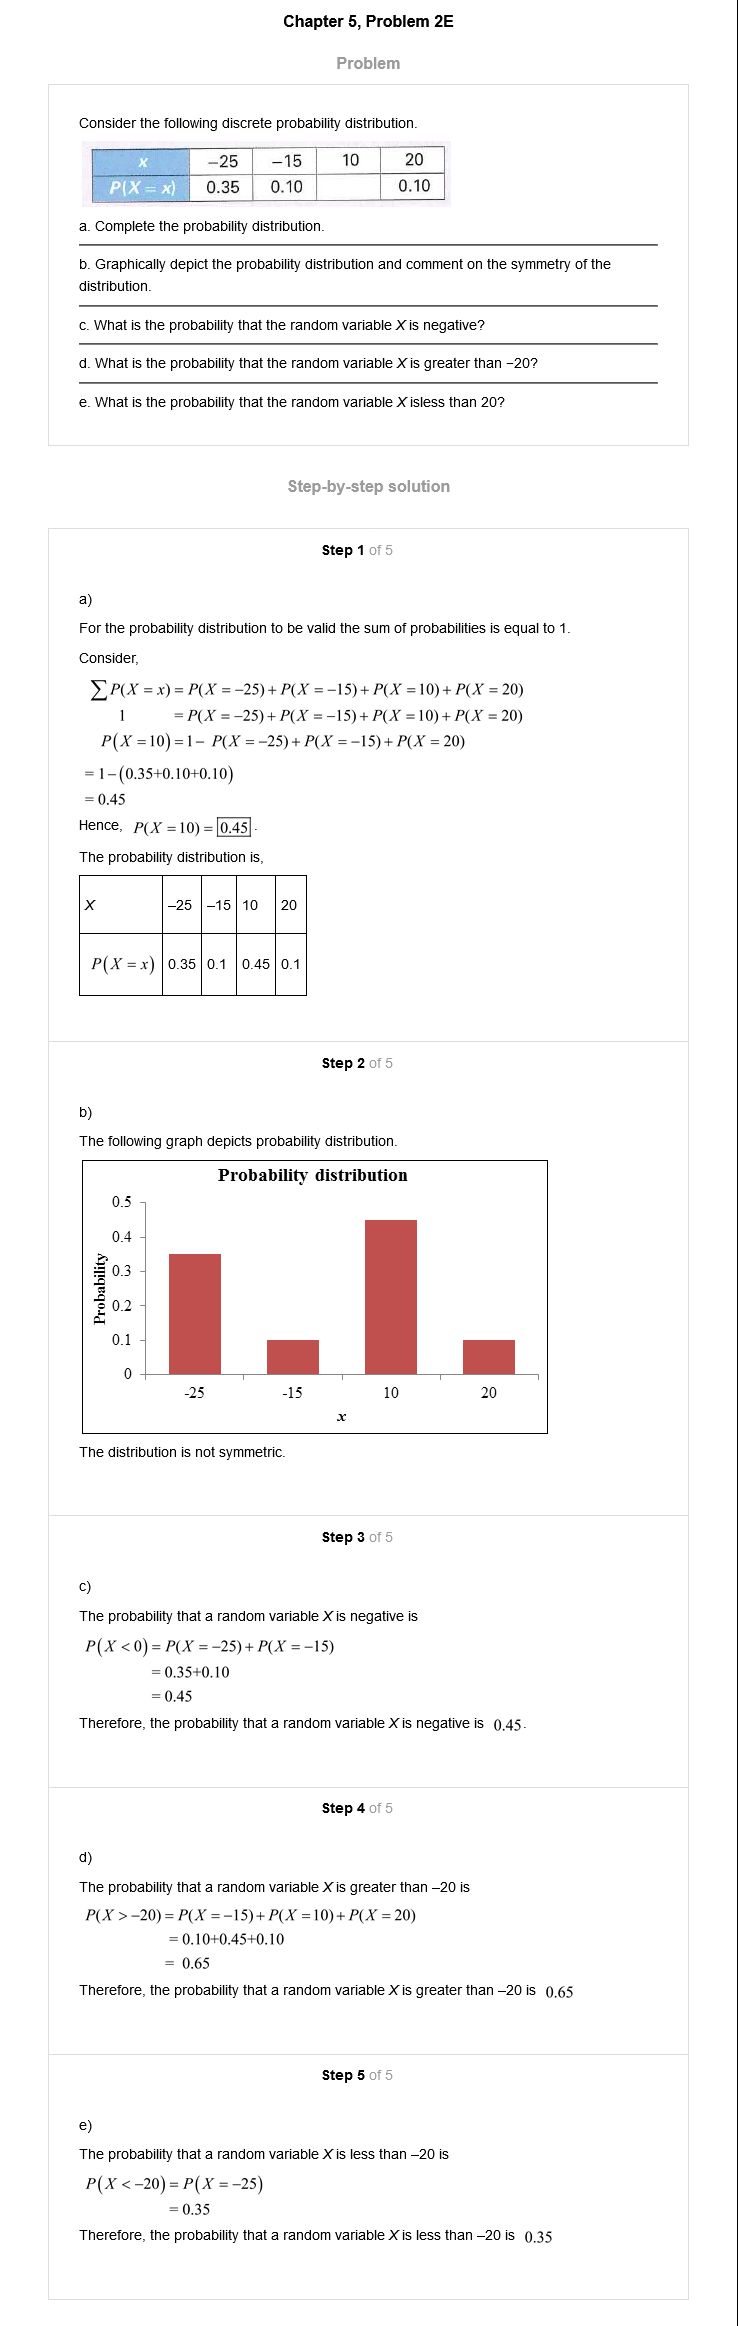 Chapter 5, Problem 2E
Problem
Consider the following discrete probability distribution.
x −25 −15 10 20
P(X = x) 0.35 0.10 0.10
a. Complete the probability distribution.
b. Graphically depict the probability distribution and comment on the symmetry of the
distribution.
c. What is the probability that the random variable X is negative?
d. What is the probability that the random variable X is greater than −20?
e. What is the probability that the random variable X isless than 20?
Step-by-step solution
Step 1 of 5
a)
For the probability distribution to be valid the sum of probabilities is equal to 1.
Consider,
∑P(X = x) = P(X = −25) + P(X = −15) + P(X = 10) + P(X = 20)
1 = P(X = −25) + P(X = −15) + P(X = 10) + P(X = 20)
P(X = 10) = 1 − P(X = −25) + P(X = −15) + P(X = 20)
= 1 − (0.35+0.10+0.10)
= 0.45
Hence, P(X = 10) = 0.45.
The probability distribution is,
X –25 –15 10 20
P(X = x) 0.35 0.1 0.45 0.1
Step 2 of 5
b)
The following graph depicts probability distribution.
Probability distribution
0.5
0.4
0.3
0.2
0.1
0
Probability
-25 -15 10 20
x
The distribution is not symmetric.
Step 3 of 5
c)
The probability that a random variable X is negative is
P(X < 0) = P(X = −25) + P(X = −15)
= 0.35+0.10
= 0.45
Therefore, the probability that a random variable X is negative is 0.45.
Step 4 of 5
d)
The probability that a random variable X is greater than –20 is
P(X > −20) = P(X = −15) + P(X = 10) + P(X = 20)
= 0.10+0.45+0.10
= 0.65
Therefore, the probability that a random variable X is greater than –20 is 0.65
Step 5 of 5
e)
The probability that a random variable X is less than –20 is
P(X < −20) = P(X = −25)
= 0.35
Therefore, the probability that a random variable X is less than –20 is 0.35